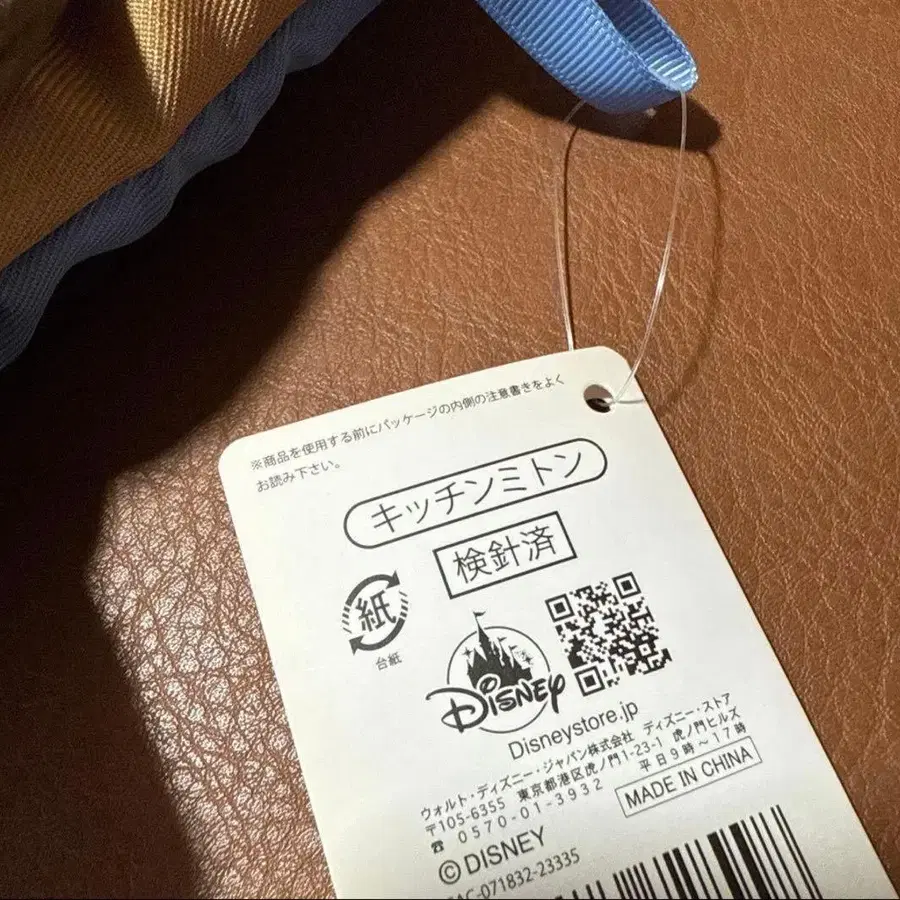 ※商品を使用する前にパッケージの内側の注意書きをよく
お読み下さい。
キッチンミトン
検針済
紙
台紙
Disney
Disneystore.jp
ウォルト・ディズニー・ジャパン株式会社 ディズニー・ストア
〒105-6355 東京都港区虎ノ門1-23-1 虎ノ門ヒルズ
☎ 0570-01-3932 平日9時〜17時
MADE IN CHINA
©DISNEY
AC-071832-23335